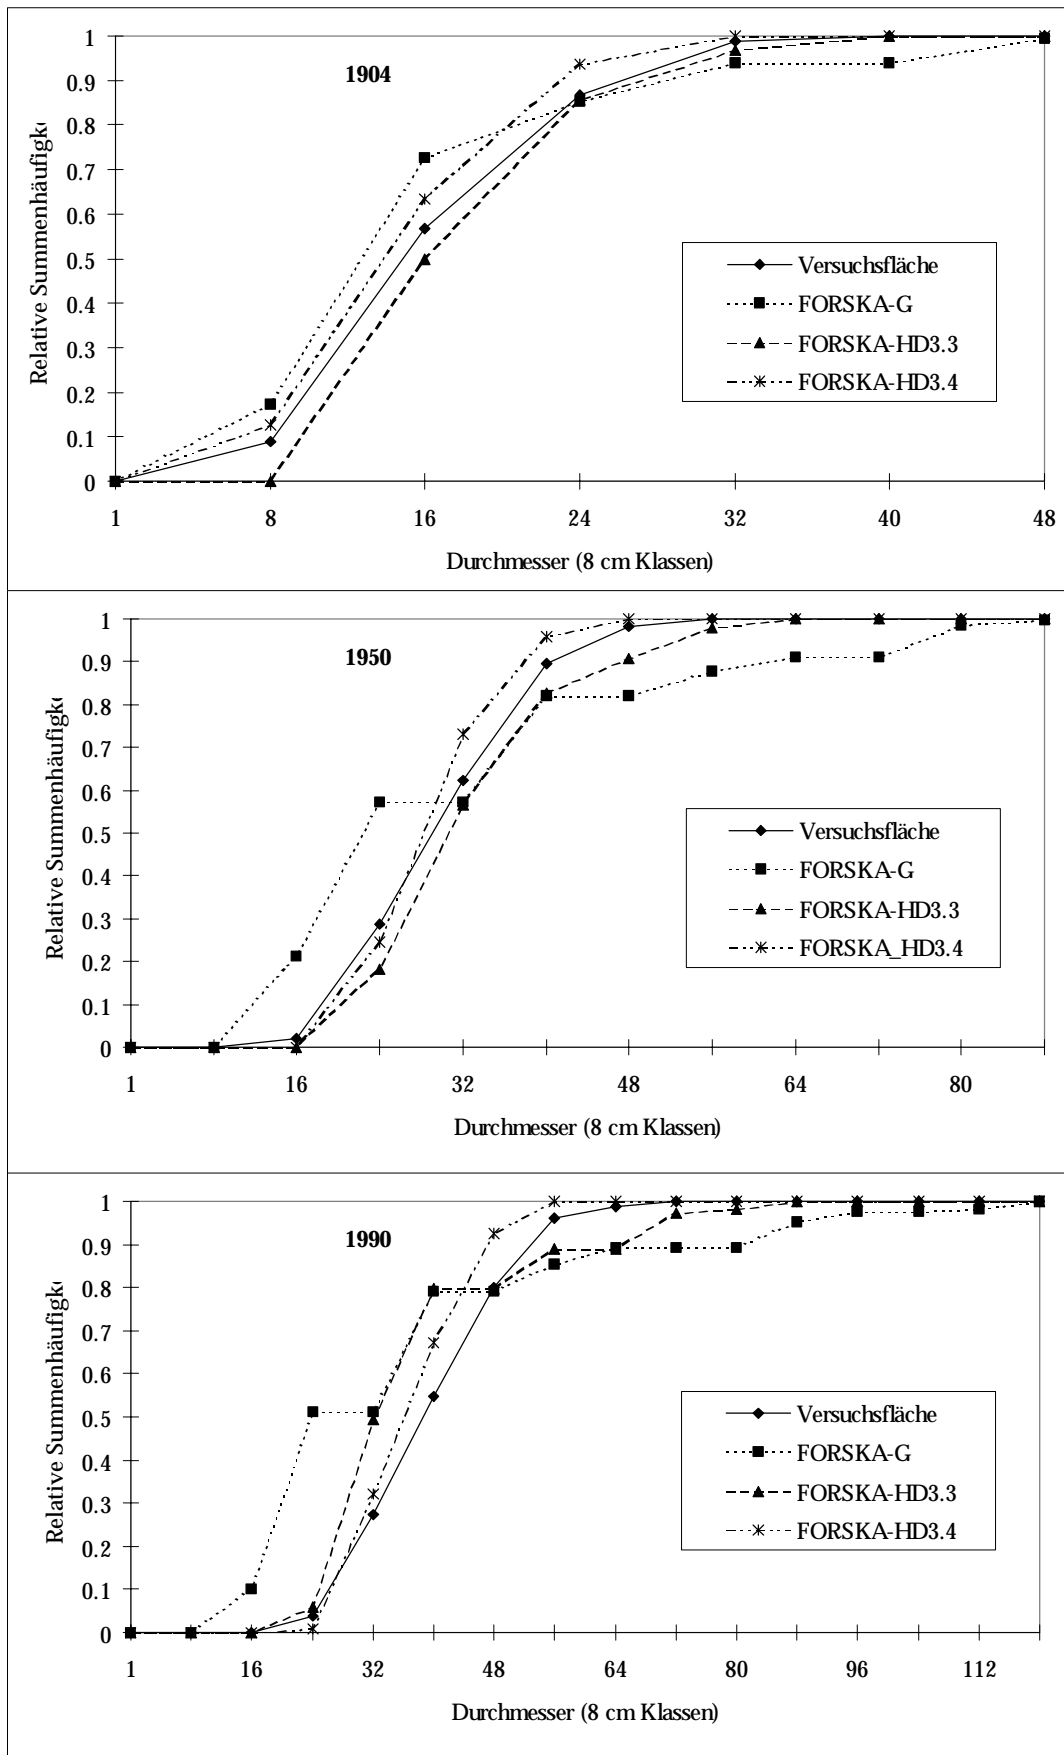 1904
Relative Summenhäufigk
1
0.9
0.8
0.7
0.6
0.5
0.4
0.3
0.2
0.1
0
1 8 16 24 32 40 48
Durchmesser (8 cm Klassen)
Versuchsfläche
FORSKA-G
FORSKA-HD3.3
FORSKA-HD3.4
1950
Relative Summenhäufigk
1
0.9
0.8
0.7
0.6
0.5
0.4
0.3
0.2
0.1
0
1 16 32 48 64 80
Durchmesser (8 cm Klassen)
Versuchsfläche
FORSKA-G
FORSKA-HD3.3
FORSKA_HD3.4
1990
Relative Summenhäufigk
1
0.9
0.8
0.7
0.6
0.5
0.4
0.3
0.2
0.1
0
1 16 32 48 64 80 96 112
Durchmesser (8 cm Klassen)
Versuchsfläche
FORSKA-G
FORSKA-HD3.3
FORSKA-HD3.4